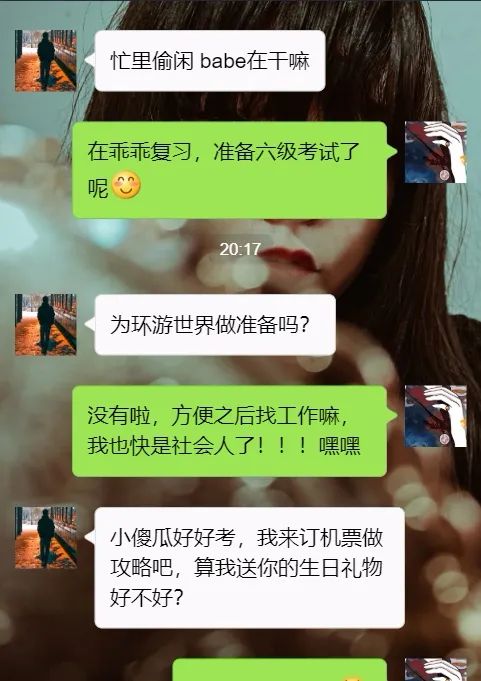 忙里偷闲 babe在干嘛
在乖乖复习，准备六级考试了
呢😊
20:17
为环游世界做准备吗？
没有啦，方便之后找工作嘛，
我也快是社会人了！！！嘿嘿
小傻瓜好好考，我来订机票做
攻略吧，算我送你的生日礼物
好不好？